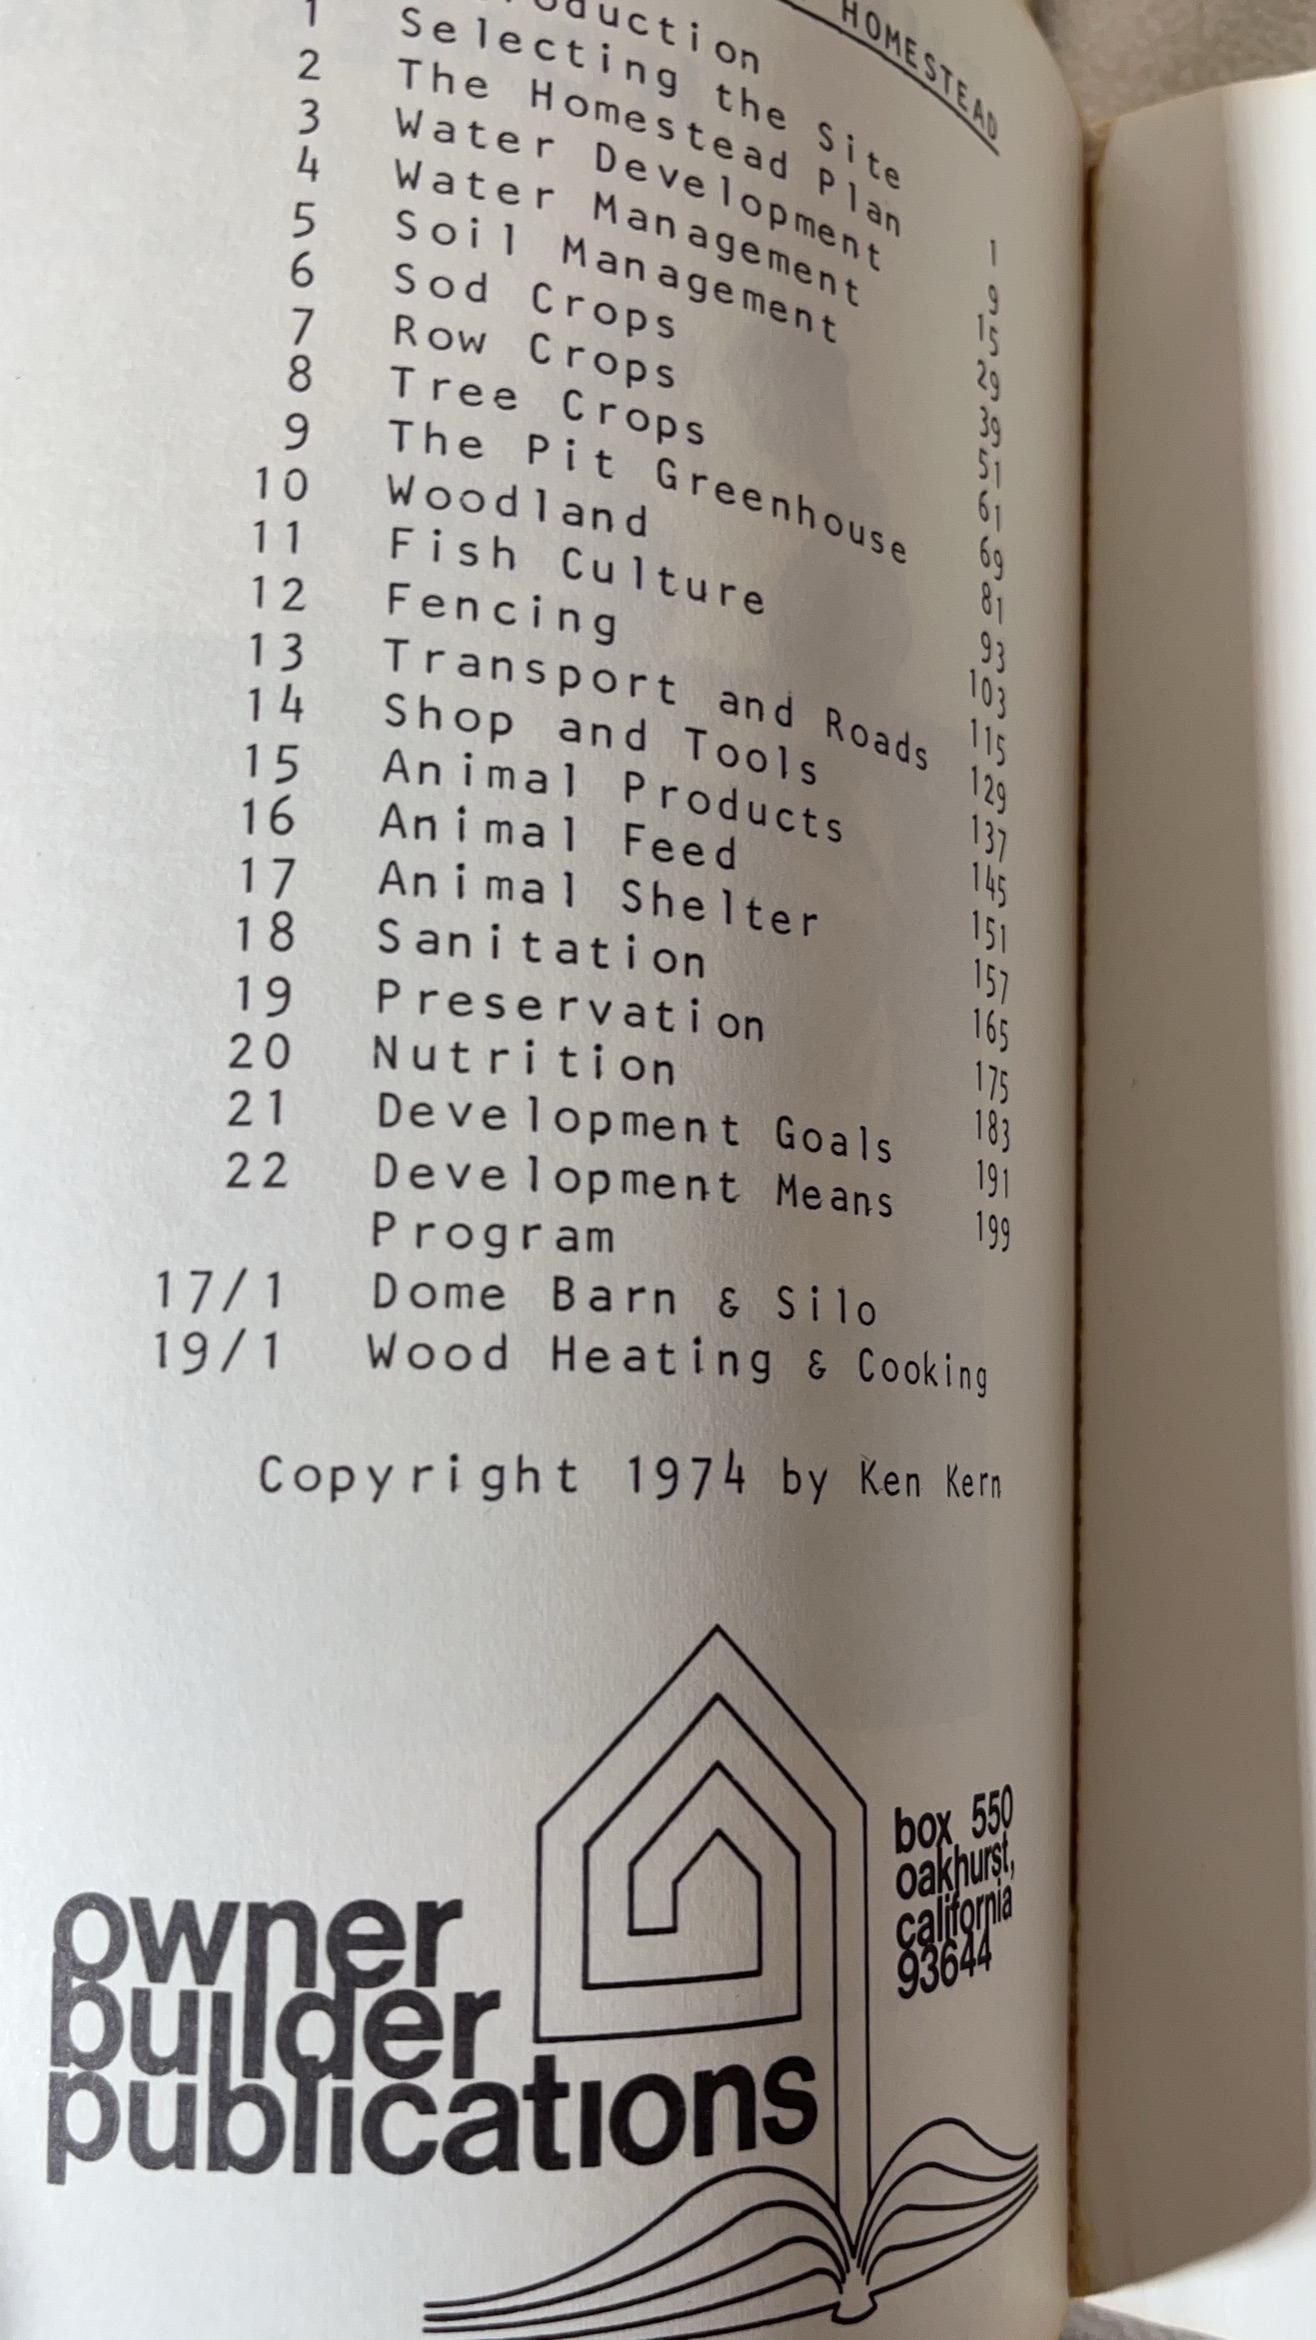 HOMESTEAD
oduction
1 Selecting the Site 1
2 The Homestead Plan 9
3 Water Development 15
4 Water Management 29
5 Soil Management 39
6 Sod Crops 51
7 Row Crops 61
8 Tree Crops 69
9 The Pit Greenhouse 81
10 Woodland 93
11 Fish Culture 103
12 Fencing 115
13 Transport and Roads 129
14 Shop and Tools 137
15 Animal Products 145
16 Animal Feed 151
17 Animal Shelter 157
18 Sanitation 165
19 Preservation 175
20 Nutrition 183
21 Development Goals 191
22 Development Means 199
Program
17/1 Dome Barn & Silo
19/1 Wood Heating & Cooking
Copyright 1974 by Ken Kern
owner
builder
publications
box 550
oakhurst,
california
93644